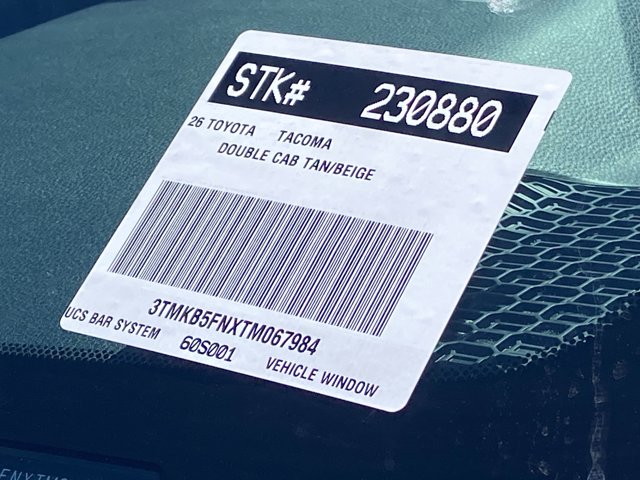 STK# 230880
26 TOYOTA TACOMA
DOUBLE CAB TAN/BEIGE
3TMKB5FNXTM067984
UCS BAR SYSTEM 60S001 VEHICLE WINDOW